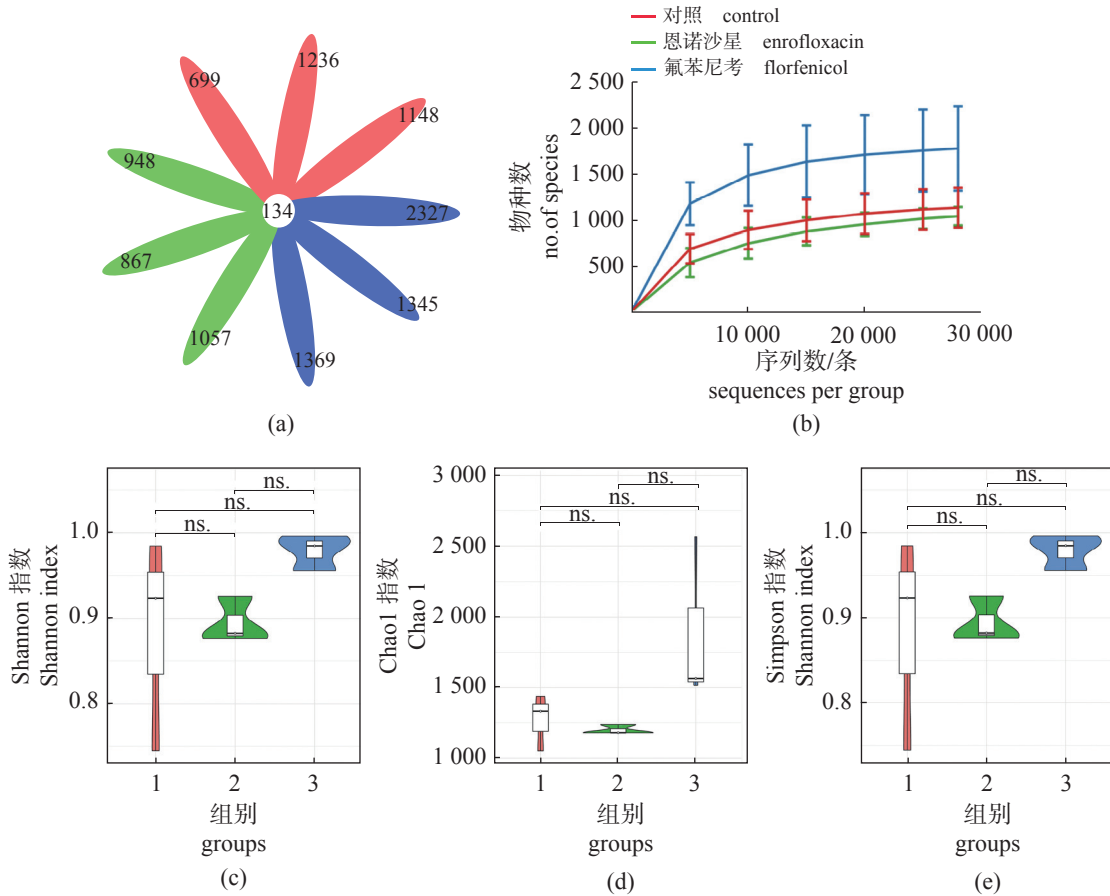 1236
699
1148
948
134
2327
867
1345
1057
1369
(a)
对照 control
恩诺沙星 enrofloxacin
氟苯尼考 florfenicol
物种数
no.of species
2 500
2 000
1 500
1 000
500
10 000 20 000 30 000
序列数/条
sequences per group
(b)
Shannon 指数
Shannon index
1.0
0.9
0.8
ns.
ns.
ns.
1 2 3
组别
groups
(c)
Chao1 指数
Chao 1
3 000
2 500
2 000
1 500
1 000
ns.
ns.
ns.
1 2 3
组别
groups
(d)
Simpson 指数
Shannon index
1.0
0.9
0.8
ns.
ns.
ns.
1 2 3
组别
groups
(e)